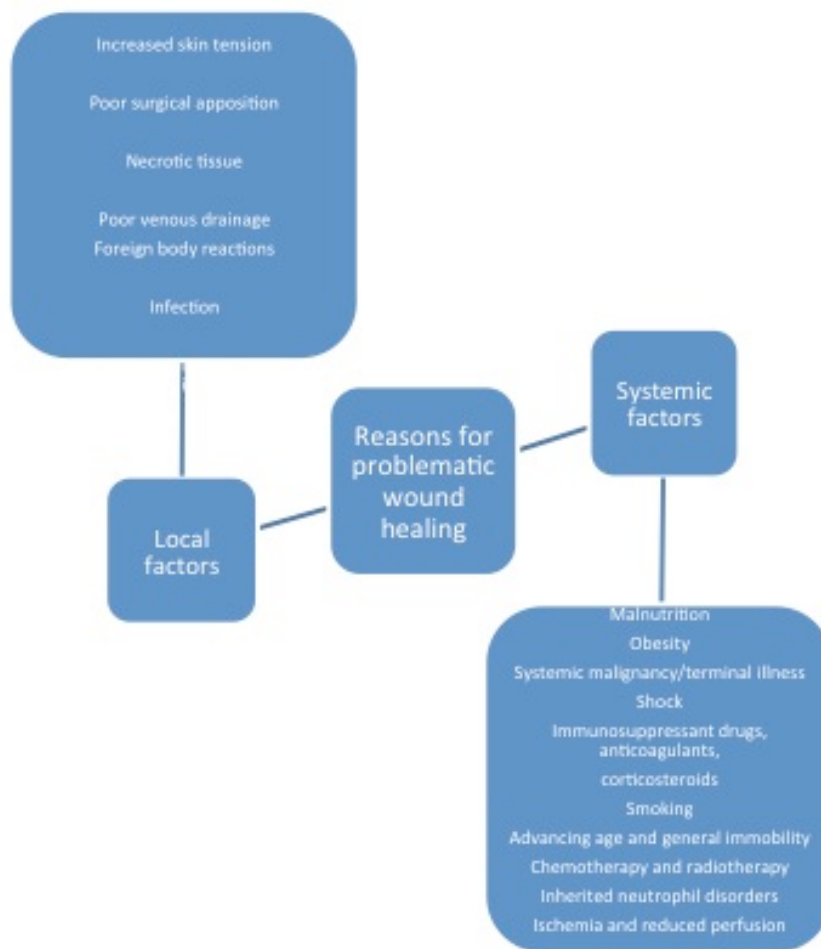 Increased skin tension
Poor surgical apposition
Necrotic tissue
Poor venous drainage
Foreign body reactions
Infection
Local
factors
Reasons for
problematic
wound
healing
Systemic
factors
Malnutrition
Obesity
Systemic malignancy/terminal illness
Shock
Immunosuppressant drugs,
anticoagulants,
corticosteroids
Smoking
Advancing age and general immobility
Chemotherapy and radiotherapy
Inherited neutrophil disorders
Ischemia and reduced perfusion